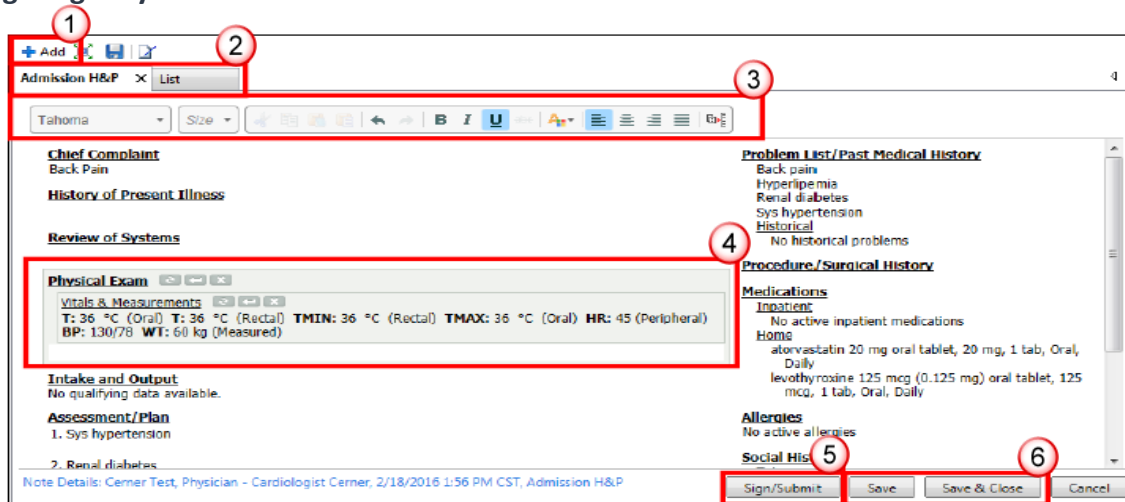 1
2
Add
Admission H&P X List
3
Tahoma Size B I U A
Chief Complaint
Back Pain
History of Present Illness
Review of Systems
4
Physical Exam
Vitals & Measurements
T: 36 °C (Oral) T: 36 °C (Rectal) TMIN: 36 °C (Rectal) TMAX: 36 °C (Oral) HR: 45 (Peripheral)
BP: 130/78 WT: 60 kg (Measured)
Intake and Output
No qualifying data available.
Assessment/Plan
1. Sys hypertension
2. Renal diabetes
Problem List/Past Medical History
Back pain
Hyperlipemia
Renal diabetes
Sys hypertension
Historical
No historical problems
Procedure/Surgical History
Medications
Inpatient
No active inpatient medications
Home
atorvastatin 20 mg oral tablet, 20 mg, 1 tab, Oral,
Daily
levothyroxine 125 mcg (0.125 mg) oral tablet, 125
mcg, 1 tab, Oral, Daily
Allergies
No active allergies
Social His
5
6
Note Details: Cerner Test, Physician - Cardiologist Cerner, 2/18/2016 1:56 PM CST, Admission H&P
Sign/Submit Save Save & Close Cancel